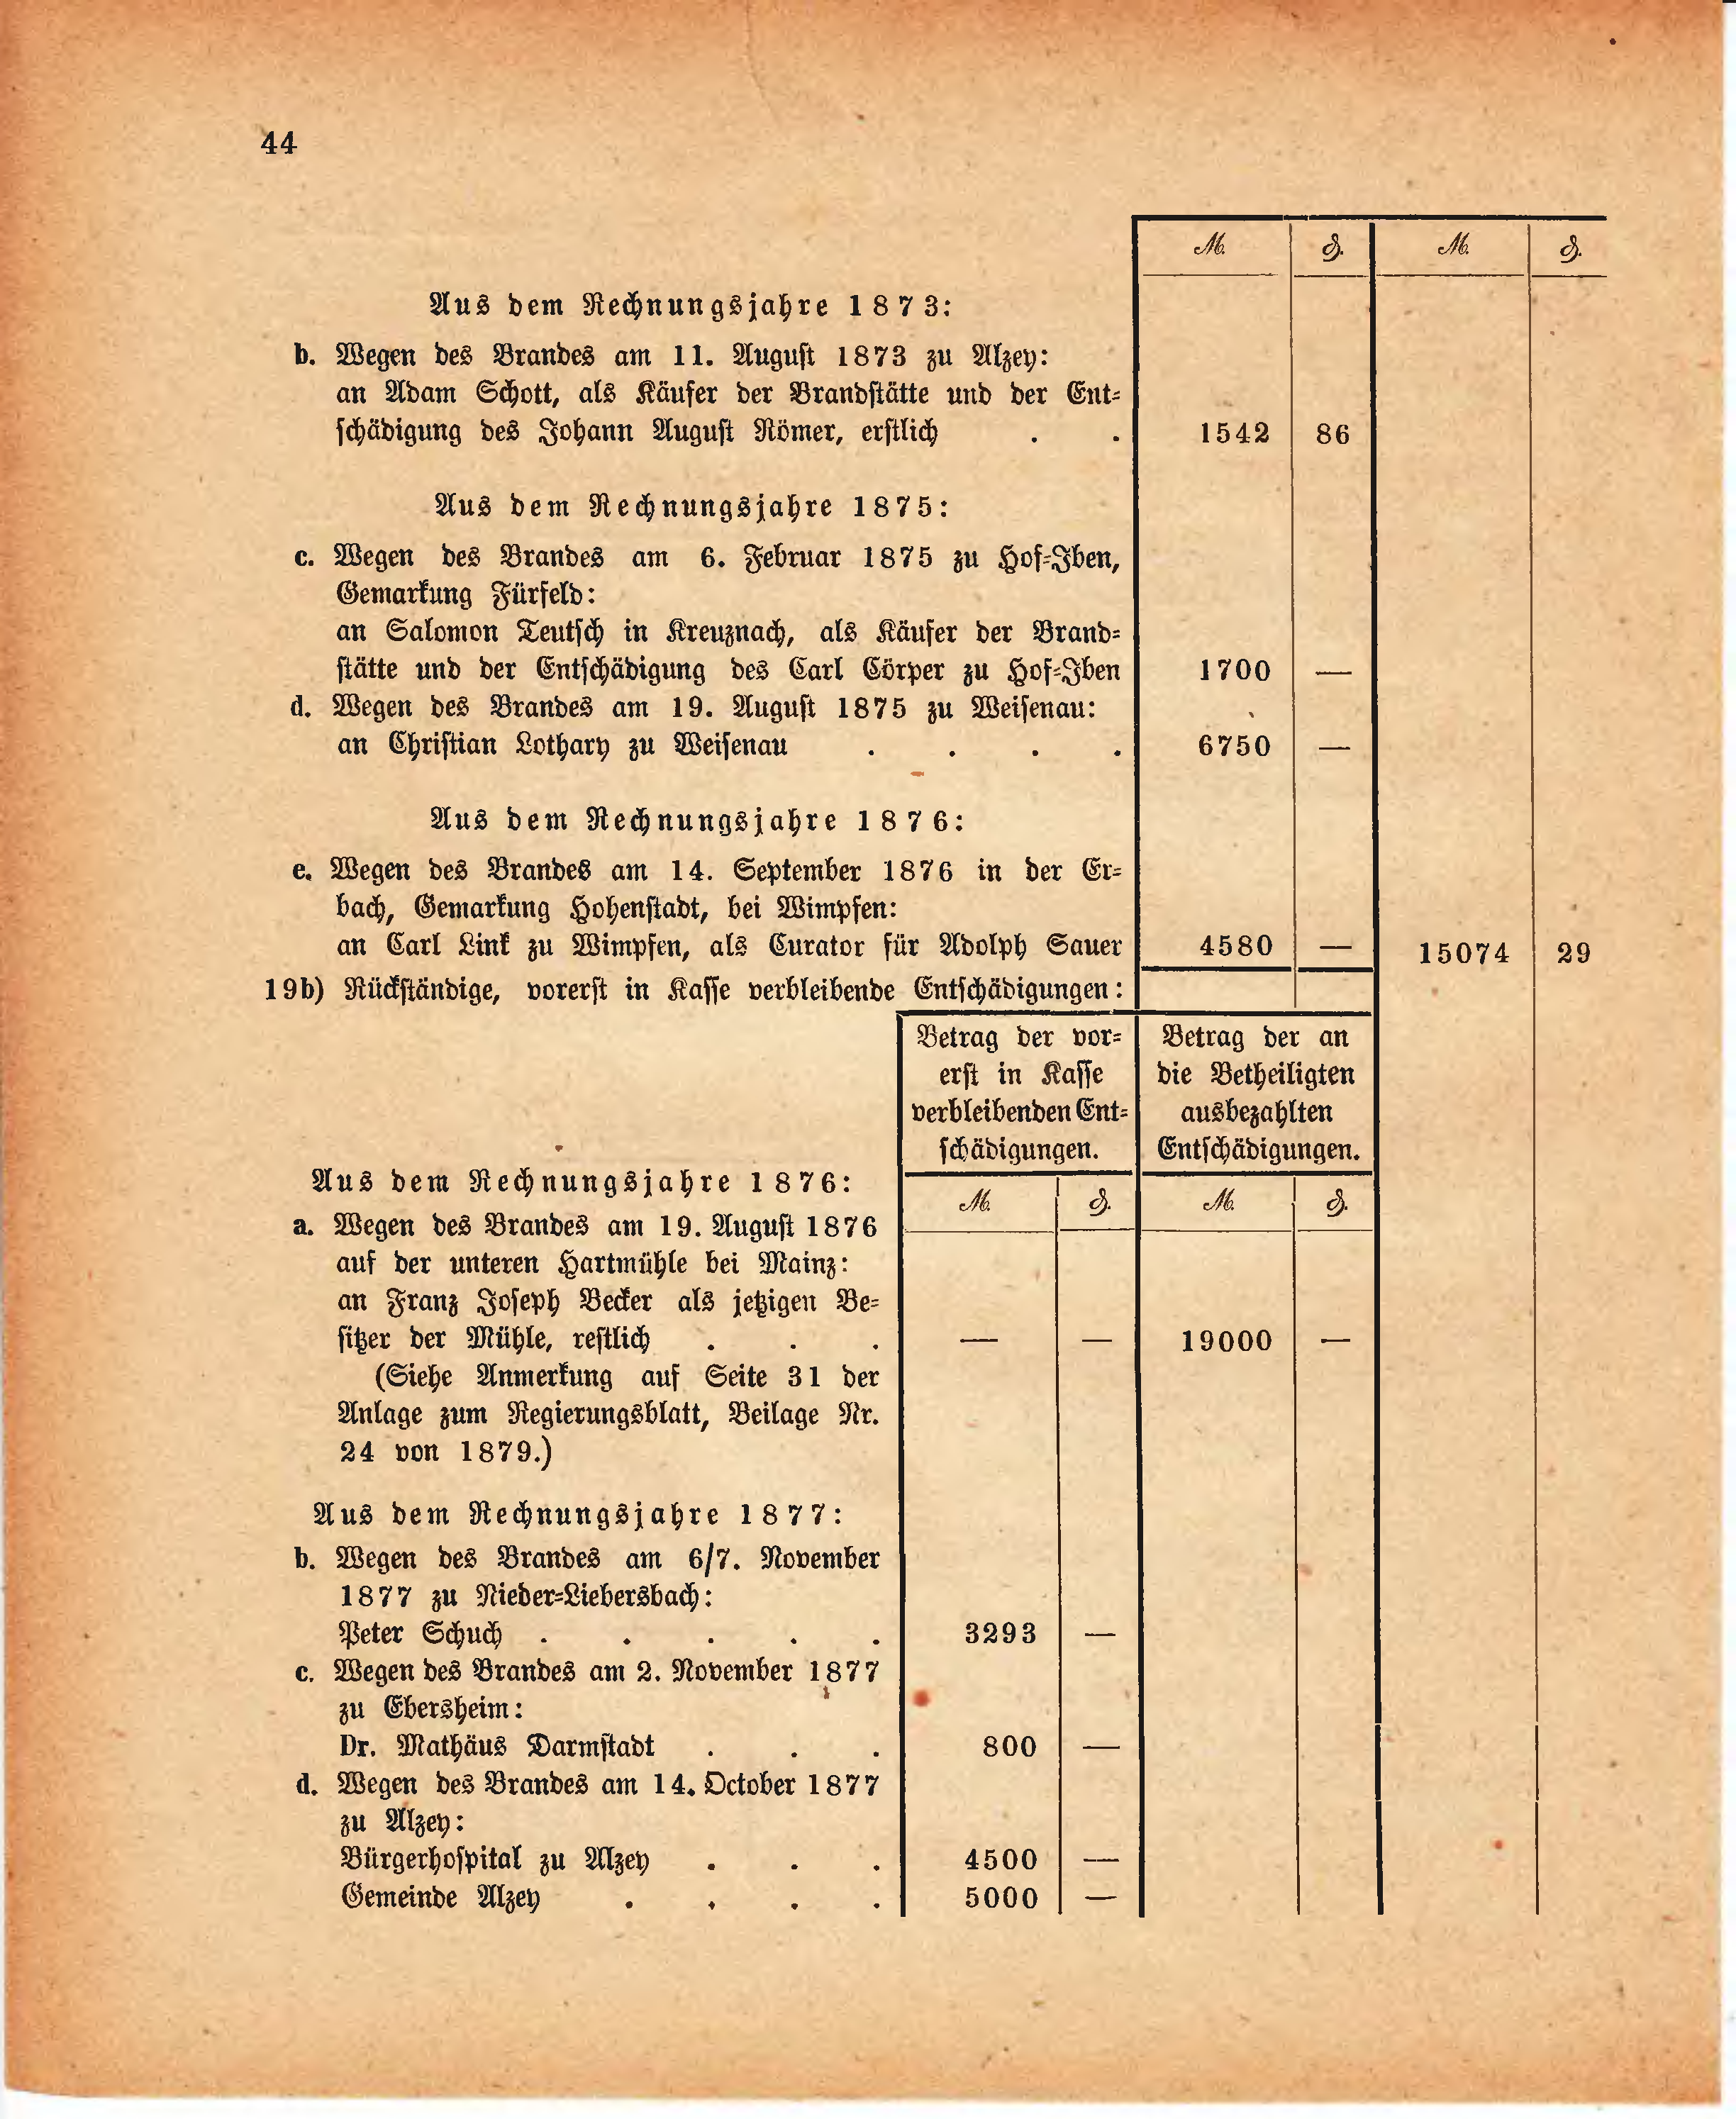 44
ℳ. ₰. ℳ. ₰.
Aus dem Rechnungsjahre 1873:
b. Wegen des Brandes am 11. August 1873 zu Alzey:
an Adam Schott, als Käufer der Brandstätte und der Ent-
schädigung des Johann August Römer, erstlich . . 1542 86
Aus dem Rechnungsjahre 1875:
c. Wegen des Brandes am 6. Februar 1875 zu Hof-Iben,
Gemarkung Fürfeld:
an Salomon Teutsch in Kreuznach, als Käufer der Brand-
stätte und der Entschädigung des Carl Cörper zu Hof-Iben 1700 —
d. Wegen des Brandes am 19. August 1875 zu Weisenau:
an Christian Lothary zu Weisenau . . . . 6750 —
Aus dem Rechnungsjahre 1876:
e. Wegen des Brandes am 14. September 1876 in der Er-
bach, Gemarkung Hohenstadt, bei Wimpfen:
an Carl Link zu Wimpfen, als Curator für Adolph Sauer 4580 — 15074 29
19b) Rückständige, vorerst in Kasse verbleibende Entschädigungen:
Betrag der vor- Betrag der an
erst in Kasse die Betheiligten
verbleibenden Ent- ausbezahlten
schädigungen. Entschädigungen.
Aus dem Rechnungsjahre 1876:
ℳ. ₰. ℳ. ₰.
a. Wegen des Brandes am 19. August 1876
auf der unteren Hartmühle bei Mainz:
an Franz Joseph Becker als jetzigen Be-
sitzer der Mühle, restlich . . . — — 19000 —
(Siehe Anmerkung auf Seite 31 der
Anlage zum Regierungsblatt, Beilage Nr.
24 von 1879.)
Aus dem Rechnungsjahre 1877:
b. Wegen des Brandes am 6/7. November
1877 zu Nieder-Liebersbach:
Peter Schuch . . . . . 3293 —
c. Wegen des Brandes am 2. November 1877
zu Ebersheim:
Dr. Mathäus Darmstadt . . . 800 —
d. Wegen des Brandes am 14. October 1877
zu Alzey:
Bürgerhospital zu Alzey . . . 4500 —
Gemeinde Alzey . . . . 5000 —